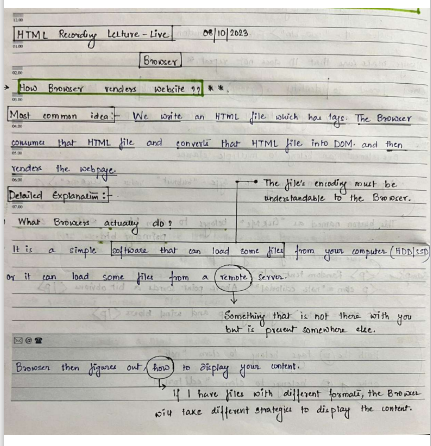 HTML Recording Lecture - Live 08/10/2023
Browser
How Browser renders website ?? * *.
Most common idea :- We write an HTML file which has tags. The Browser
consumes that HTML file and converts that HTML file into DOM. and then
renders the webpage.
Detailed Explanation :-
The file's encoding must be
understandable to the Browser.
What Browsers actually do ?
It is a simple software that can load some files from your computer (HDD|SSD)
or it can load some files from a remote server.
Something that is not there with you
but is present somewhere else.
Browser then figures out how to display your content.
If I have files with different formats, the Browser
will take different strategies to display the content.